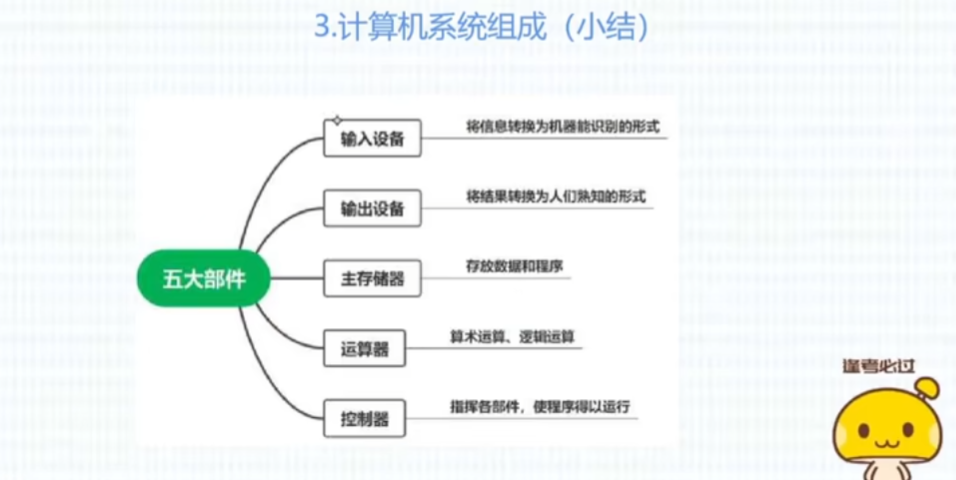 3.计算机系统组成（小结）
输入设备
将信息转换为机器能识别的形式
输出设备
将结果转换为人们熟知的形式
五大部件
主存储器
存放数据和程序
运算器
算术运算、逻辑运算
控制器
指挥各部件，使程序得以运行
逢考必过